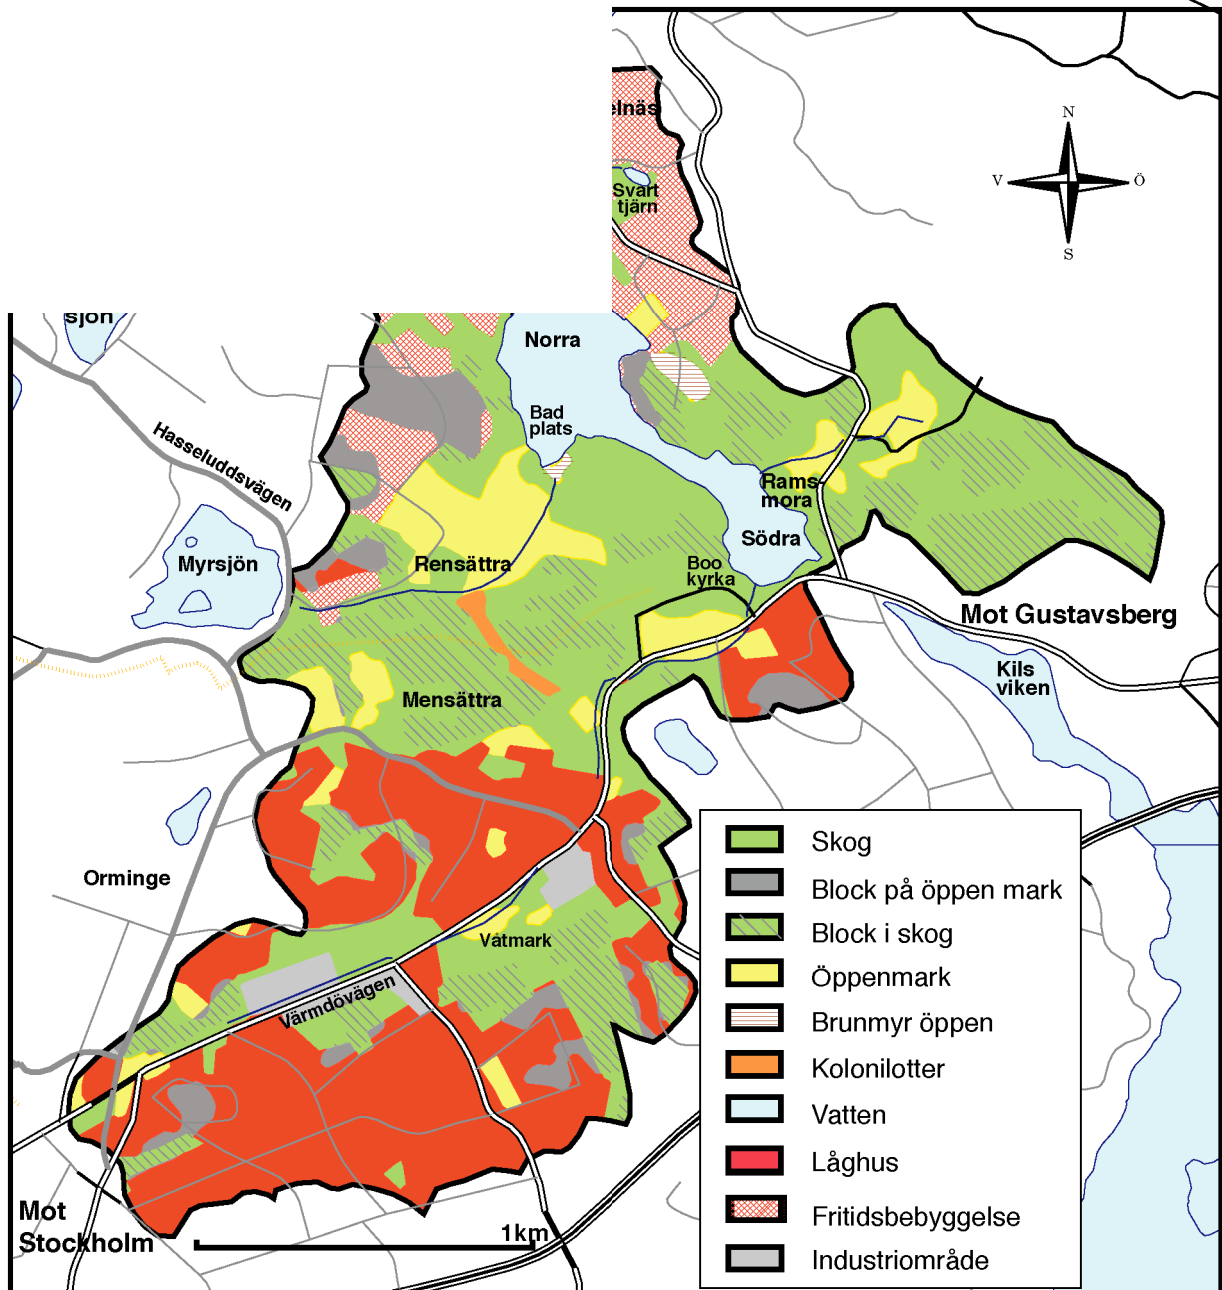 elnäs
N
V
Ö
S
Svart
tjärn
sjön
Norra
Bad
plats
Hasseluddsvägen
Rams
mora
Södra
Myrsjön
Rensättra
Boo
kyrka
Mot Gustavsberg
Kils
viken
Mensättra
Orminge
Våtmark
Värmdövägen
Mot
Stockholm
1km
Skog
Block på öppen mark
Block i skog
Öppenmark
Brunmyr öppen
Kolonilotter
Vatten
Låghus
Fritidsbebyggelse
Industriområde